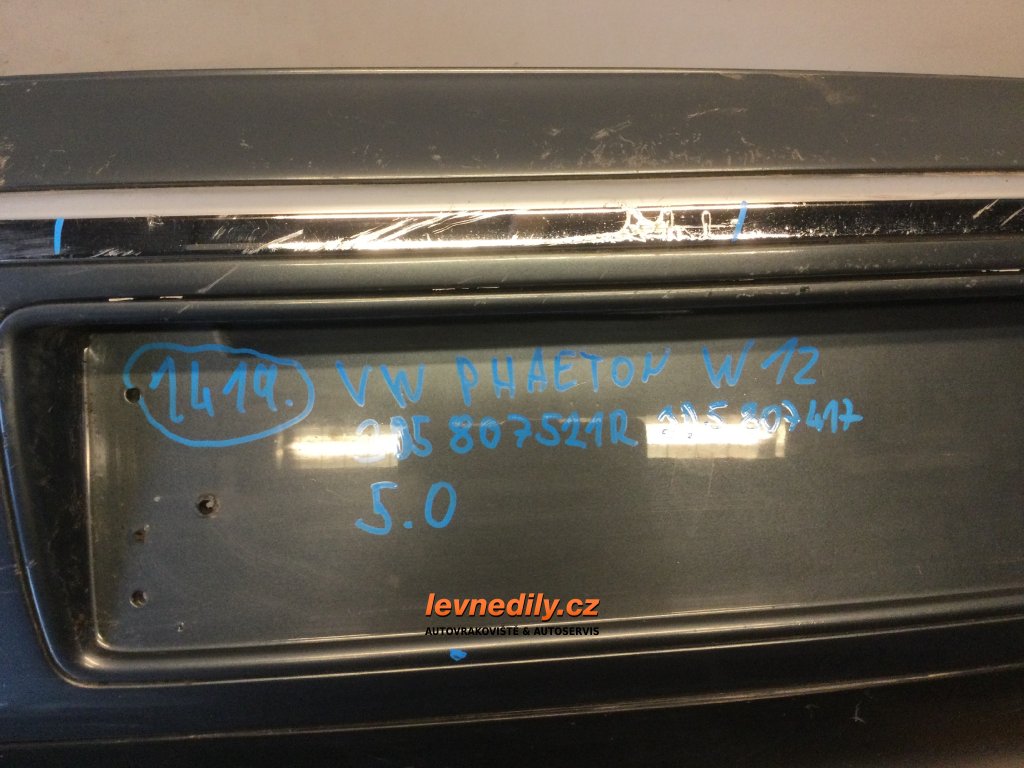 1419. VW PHAETON W12
3D5 807521R 3D5 807417
5.0
levnedily.cz
AUTOVRAKOVIŠTĚ & AUTOSERVIS